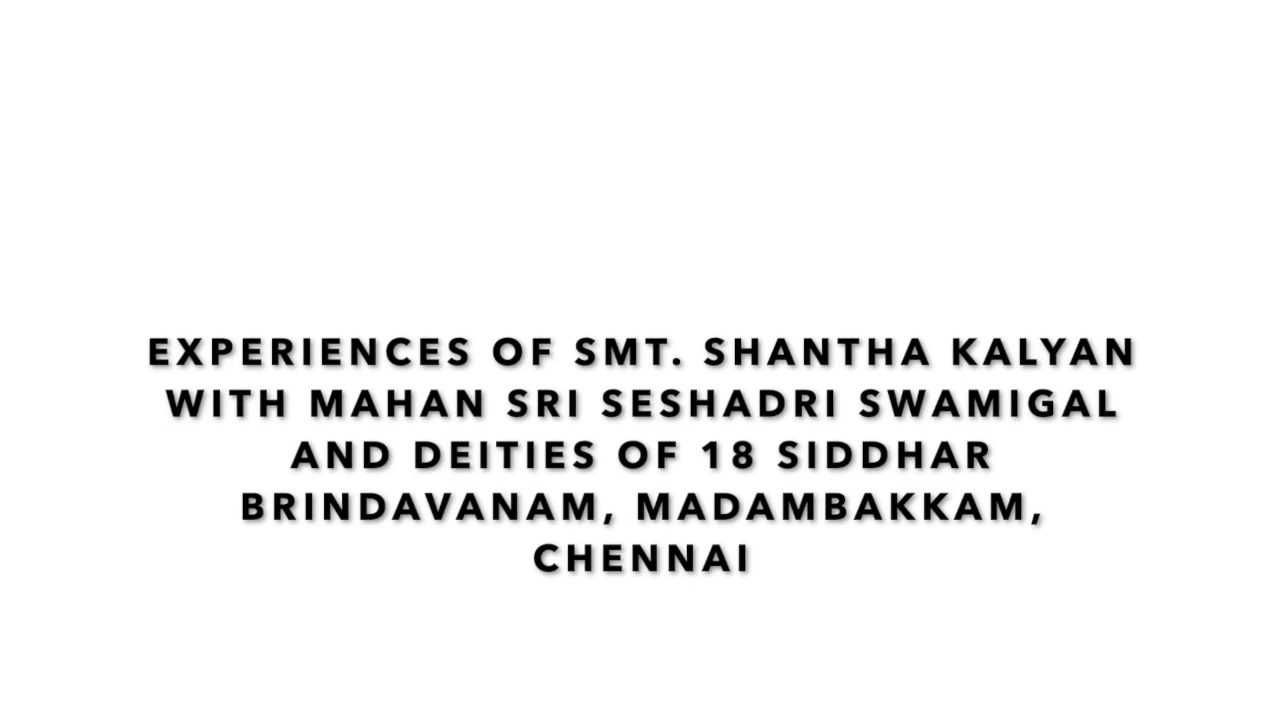 EXPERIENCES OF SMT. SHANTHA KALYAN
WITH MAHAN SRI SESHADRI SWAMIGAL
AND DEITIES OF 18 SIDDHAR
BRINDAVANAM, MADAMBAKKAM,
CHENNAI